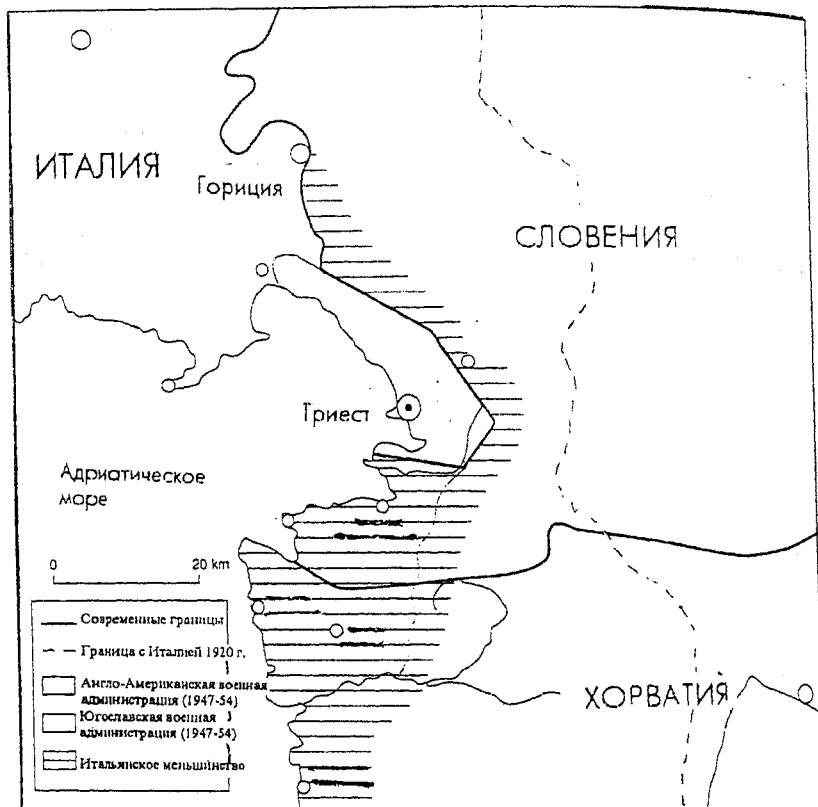 ИТАЛИЯ
Гориция
СЛОВЕНИЯ
Триест
Адриатическое
море
0 20 km
Современные границы
Граница с Италией 1920 г.
Англо-Американская военная
администрация (1947-54)
Югославская военная
администрация (1947-54)
Итальянское меньшинство
ХОРВАТИЯ